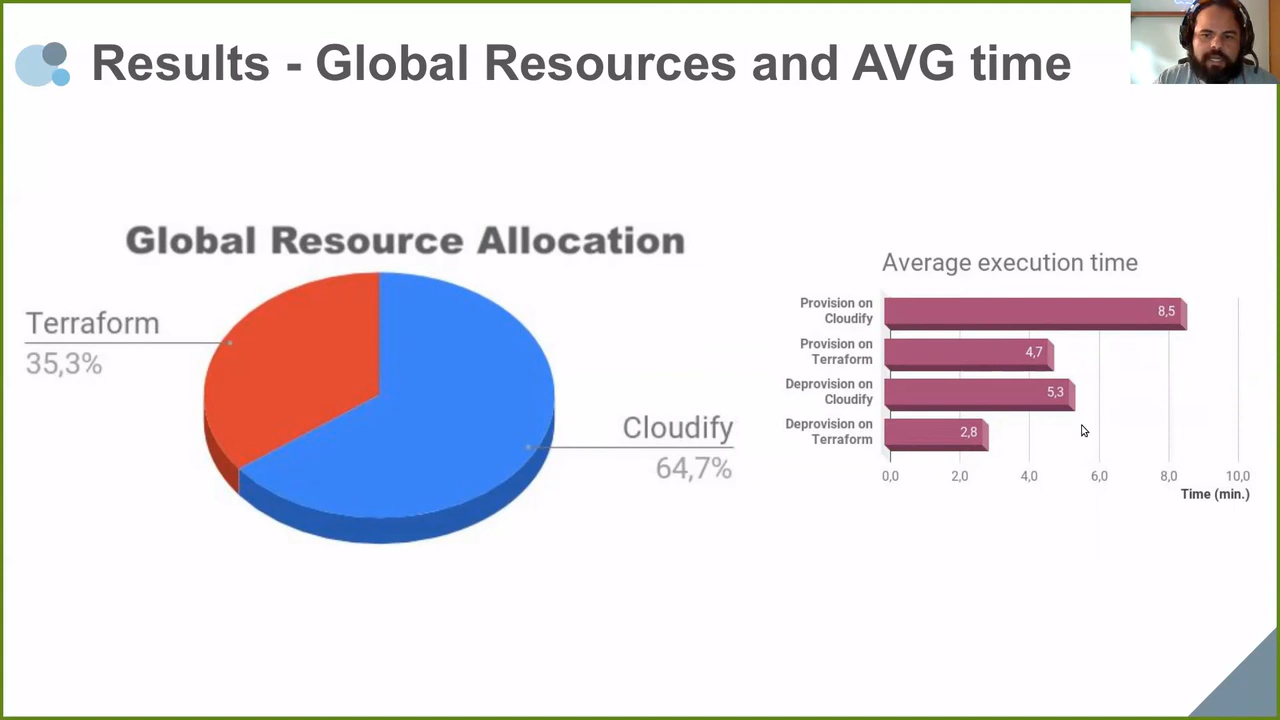 Results - Global Resources and AVG time
Global Resource Allocation
Terraform
35,3%
Cloudify
64,7%
Average execution time
Provision on
Cloudify
8,5
Provision on
Terraform
4,7
Deprovision on
Cloudify
5,3
Deprovision on
Terraform
2,8
0,0 2,0 4,0 6,0 8,0 10,0
Time (min.)